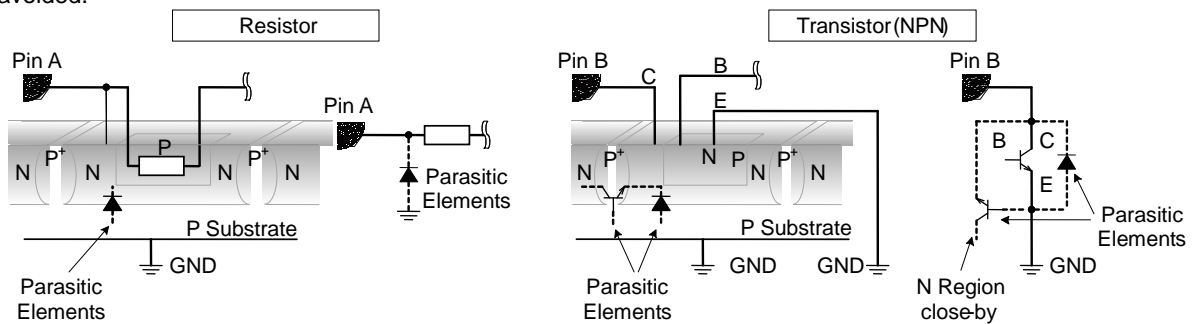 avoided.
Resistor
Transistor(NPN)
Pin A
Pin B
C
B
E
Pin B
Pin A
P
N
P+
N
N
P+
N
Parasitic
Elements
P Substrate
GND
Parasitic
Elements
N
P+
N
P
P+
N
N
P Substrate
GND
GND
Parasitic
Elements
B
C
E
Parasitic
Elements
GND
N Region
close-by